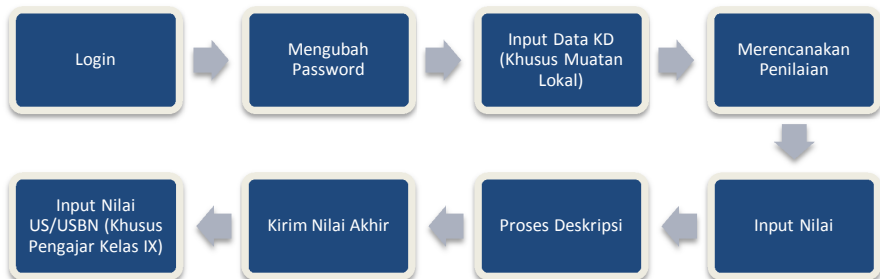 Login
Mengubah
Password
Input Data KD
(Khusus Muatan
Lokal)
Merencanakan
Penilaian
Input Nilai
Proses Deskripsi
Kirim Nilai Akhir
Input Nilai
US/USBN (Khusus
Pengajar Kelas IX)